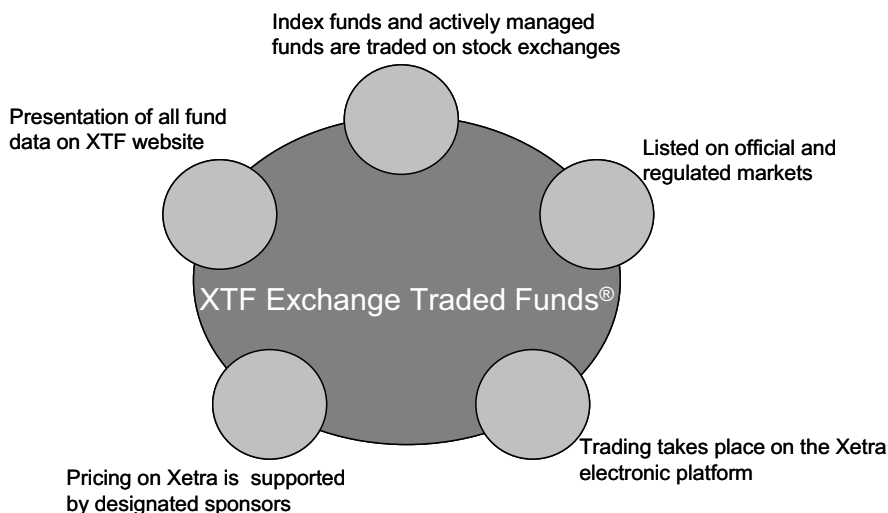 Index funds and actively managed
funds are traded on stock exchanges
Presentation of all fund
data on XTF website
Listed on official and
regulated markets
XTF Exchange Traded Funds®
Trading takes place on the Xetra
electronic platform
Pricing on Xetra is supported
by designated sponsors